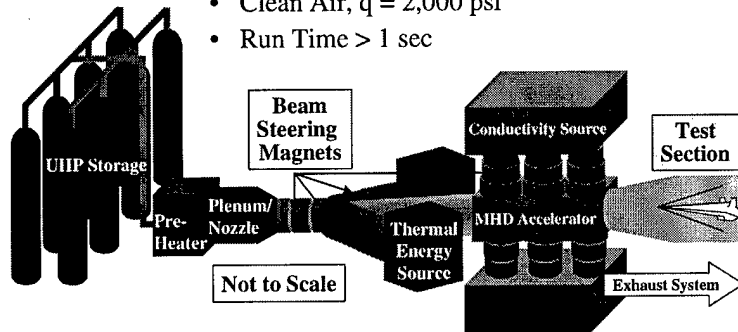 • Clean Air, q = 2,000 psf
• Run Time > 1 sec
Beam
Steering
Magnets
Conductivity Source
Test
Section
UHP Storage
Pre-
Heater
Plenum/
Nozzle
Thermal
Energy
Source
MHD Accelerator
Not to Scale
Exhaust System